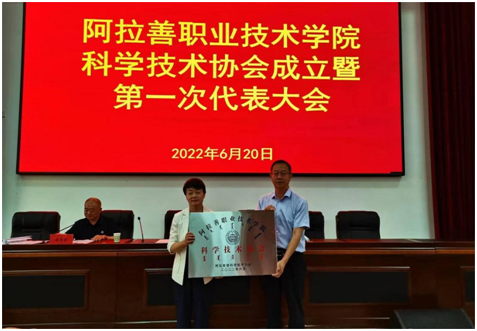 阿拉善职业技术学院
科学技术协会成立暨
第一次代表大会
2022年6月20日
阿拉善职业技术学院
科学技术协会